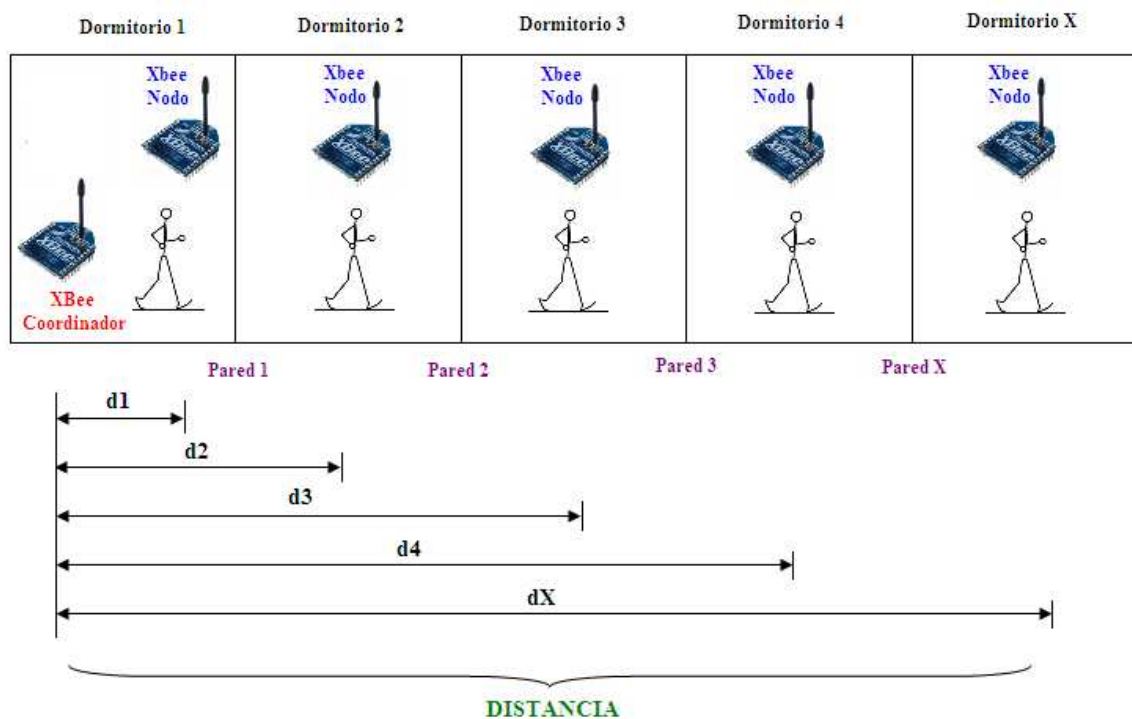 Dormitorio 1
Dormitorio 2
Dormitorio 3
Dormitorio 4
Dormitorio X
Xbee
Nodo
Xbee
Nodo
Xbee
Nodo
Xbee
Nodo
Xbee
Nodo
XBee
Coordinador
Pared 1
Pared 2
Pared 3
Pared X
d1
d2
d3
d4
dX
DISTANCIA